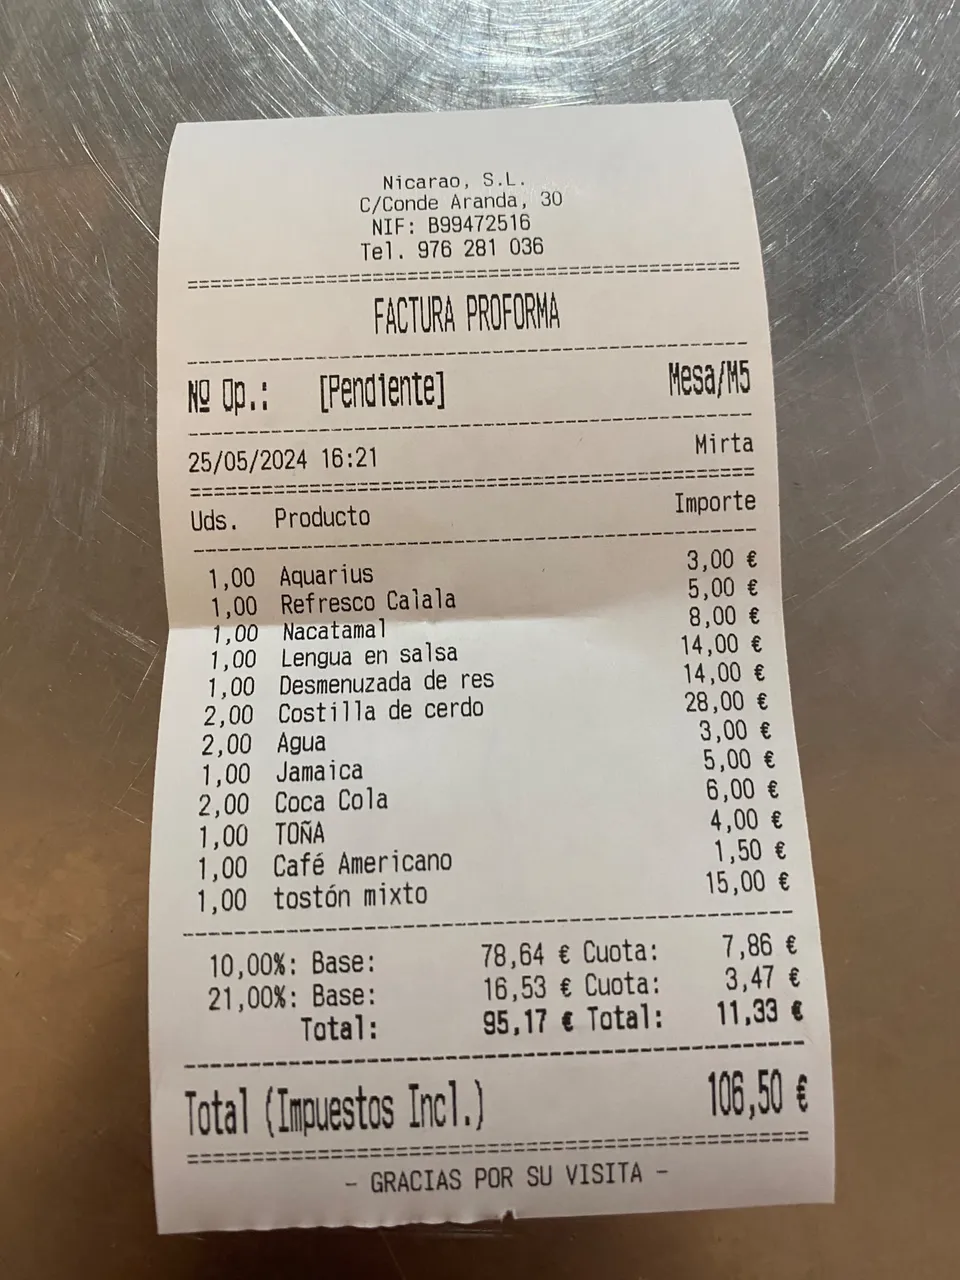 Nicarao, S.L.
C/Conde Aranda, 30
NIF: B99472516
Tel. 976 281 036
FACTURA PROFORMA
Nº Op.: [Pendiente] Mesa/M5
25/05/2024 16:21 Mirta
Uds. Producto Importe
1,00 Aquarius 3,00 €
1,00 Refresco Calala 5,00 €
1,00 Nacatamal 8,00 €
1,00 Lengua en salsa 14,00 €
1,00 Desmenuzada de res 14,00 €
2,00 Costilla de cerdo 28,00 €
2,00 Agua 3,00 €
1,00 Jamaica 5,00 €
2,00 Coca Cola 6,00 €
1,00 TOÑA 4,00 €
1,00 Café Americano 1,50 €
1,00 tostón mixto 15,00 €
10,00%: Base: 78,64 € Cuota: 7,86 €
21,00%: Base: 16,53 € Cuota: 3,47 €
Total: 95,17 € Total: 11,33 €
Total (Impuestos Incl.) 106,50 €
- GRACIAS POR SU VISITA -